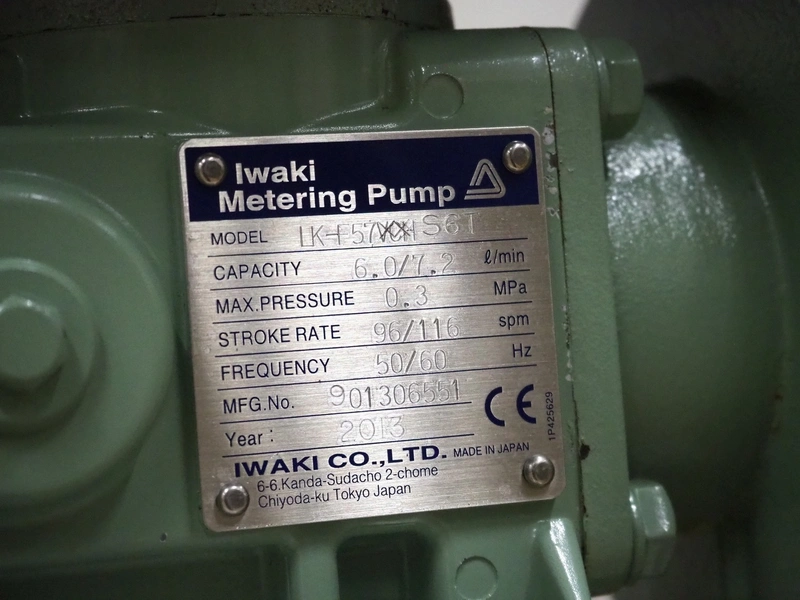 Iwaki
Metering Pump
MODEL S6T
CAPACITY 6.0/7.2 ℓ/min
MAX.PRESSURE 0.3 MPa
STROKE RATE 96/116 spm
FREQUENCY 50/60 Hz
MFG.No. 901306551
Year : 2013
CE
1P425629
IWAKI CO.,LTD. MADE IN JAPAN
6-6.Kanda-Sudacho 2-chome
Chiyoda-ku Tokyo Japan